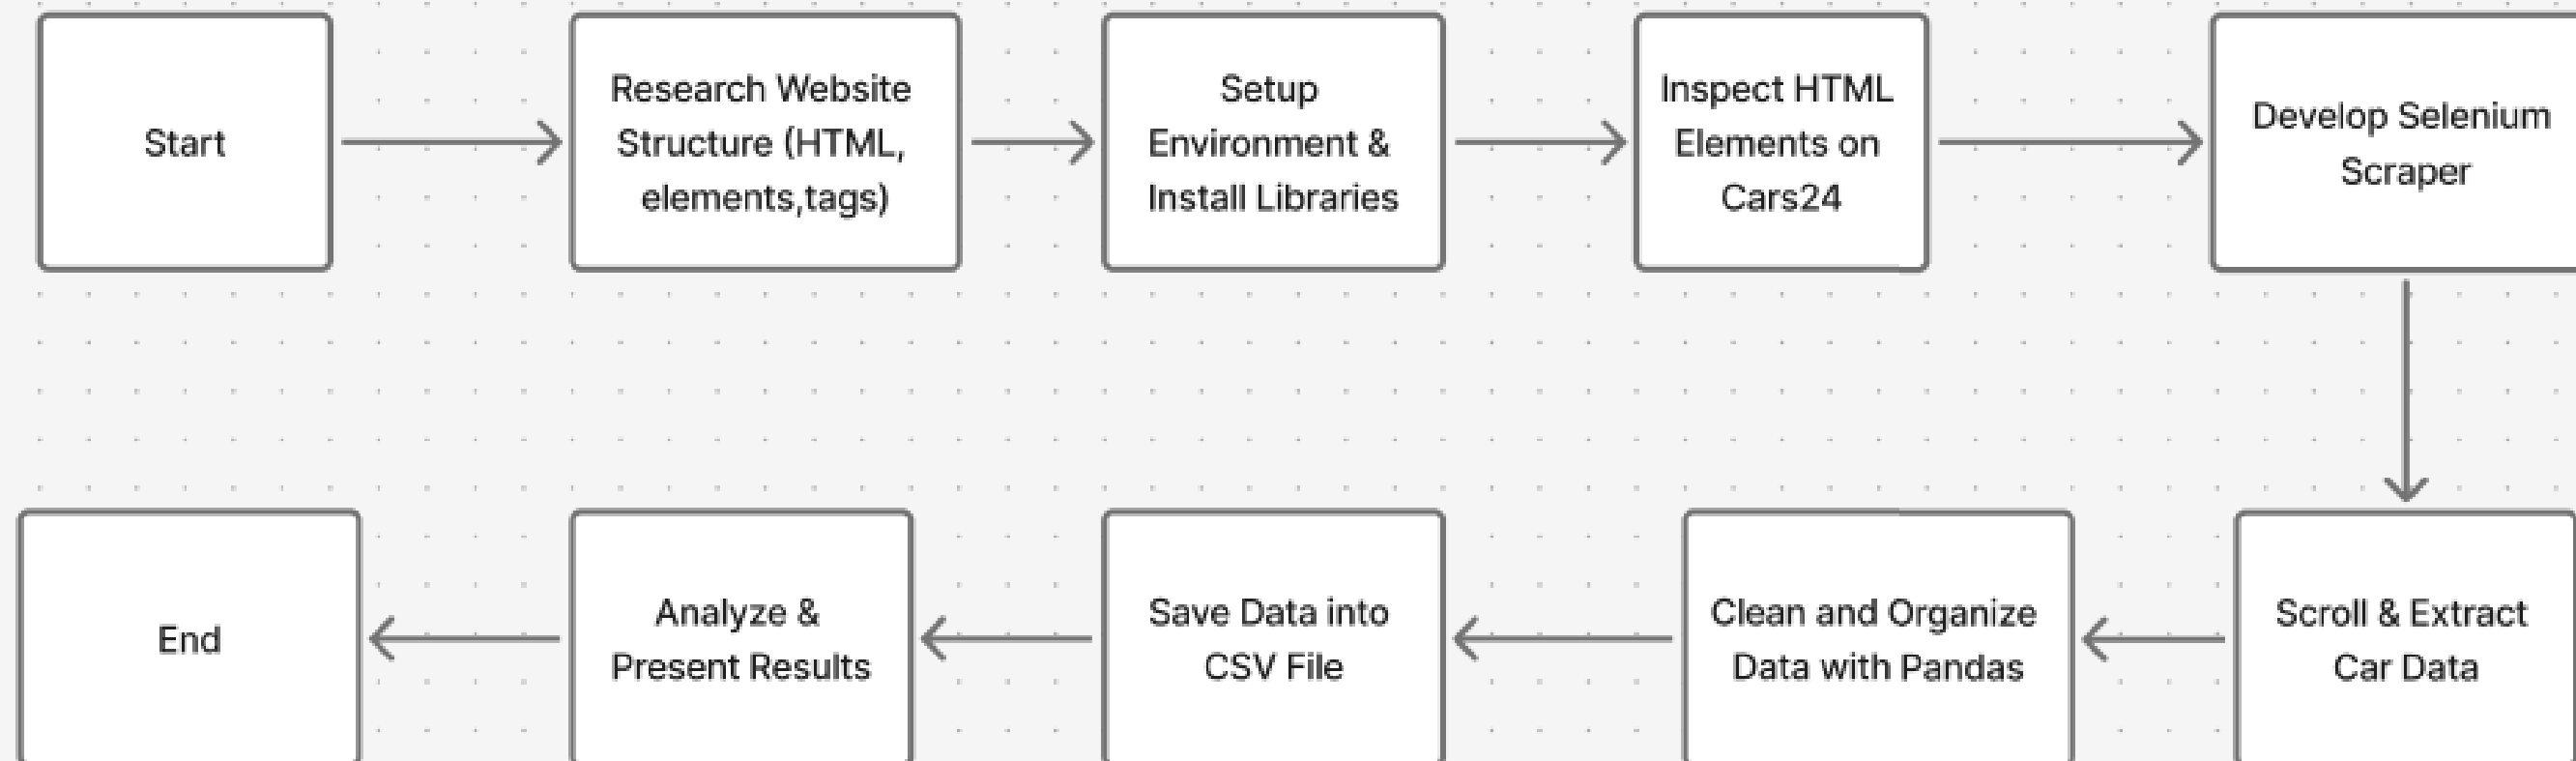 Start
Research Website
Structure (HTML,
elements,tags)
Setup
Environment &
Install Libraries
Inspect HTML
Elements on
Cars24
Develop Selenium
Scraper
Scroll & Extract
Car Data
Clean and Organize
Data with Pandas
Save Data into
CSV File
Analyze &
Present Results
End